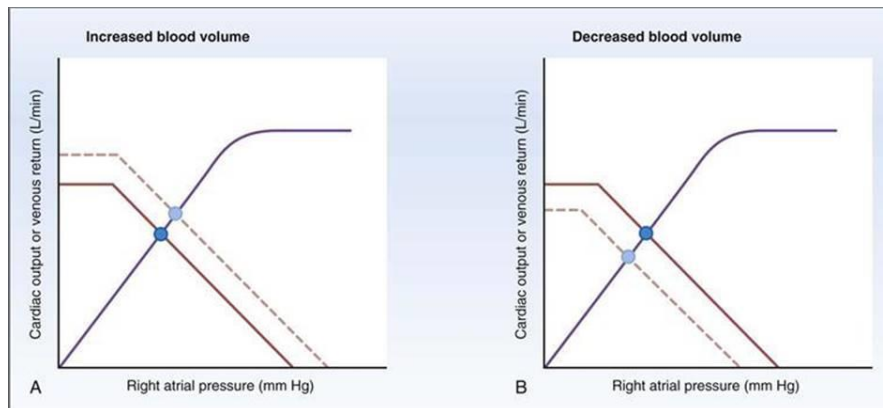 Increased blood volume
Cardiac output or venous return (L/min)
A
Right atrial pressure (mm Hg)
Decreased blood volume
Cardiac output or venous return (L/min)
B
Right atrial pressure (mm Hg)